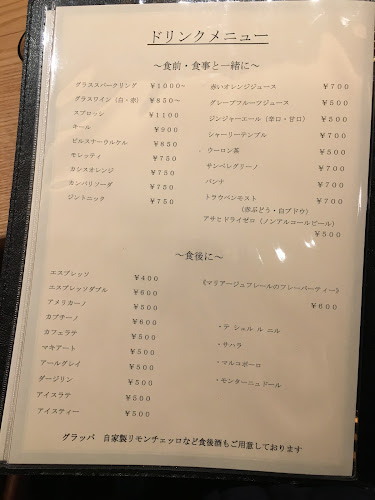 ドリンクメニュー
～食前・食事と一緒に～
グラススパークリング ¥1000~
グラスワイン(白・赤) ¥850~
スプロッシ ¥1100
キール ¥900
ピルスナーウルケル ¥850
モレッティ ¥750
カシスオレンジ ¥750
カンパリソーダ ¥750
ジントニック ¥750
赤いオレンジジュース ¥700
グレープフルーツジュース ¥500
ジンジャーエール(辛口・甘口) ¥500
シャーリーテンプル ¥700
ウーロン茶 ¥500
サンペレグリーノ ¥700
パンナ ¥700
トラウベンモスト ¥700
(赤ぶどう・白ブドウ)
アサヒドライゼロ(ノンアルコールビール)
¥500
～食後に～
エスプレッソ ¥400
エスプレッソダブル ¥600
アメリカーノ ¥500
カプチーノ ¥600
カフェラテ ¥500
マキアート ¥500
アールグレイ ¥500
ダージリン ¥500
アイスラテ ¥500
アイスティー ¥500
《マリアージュフレールのフレーバーティー》
¥600
・テ シェル ル ニル
・サハラ
・マルコポーロ
・モンターニュドール
グラッパ 自家製リモンチェッロなど食後酒もご用意しております